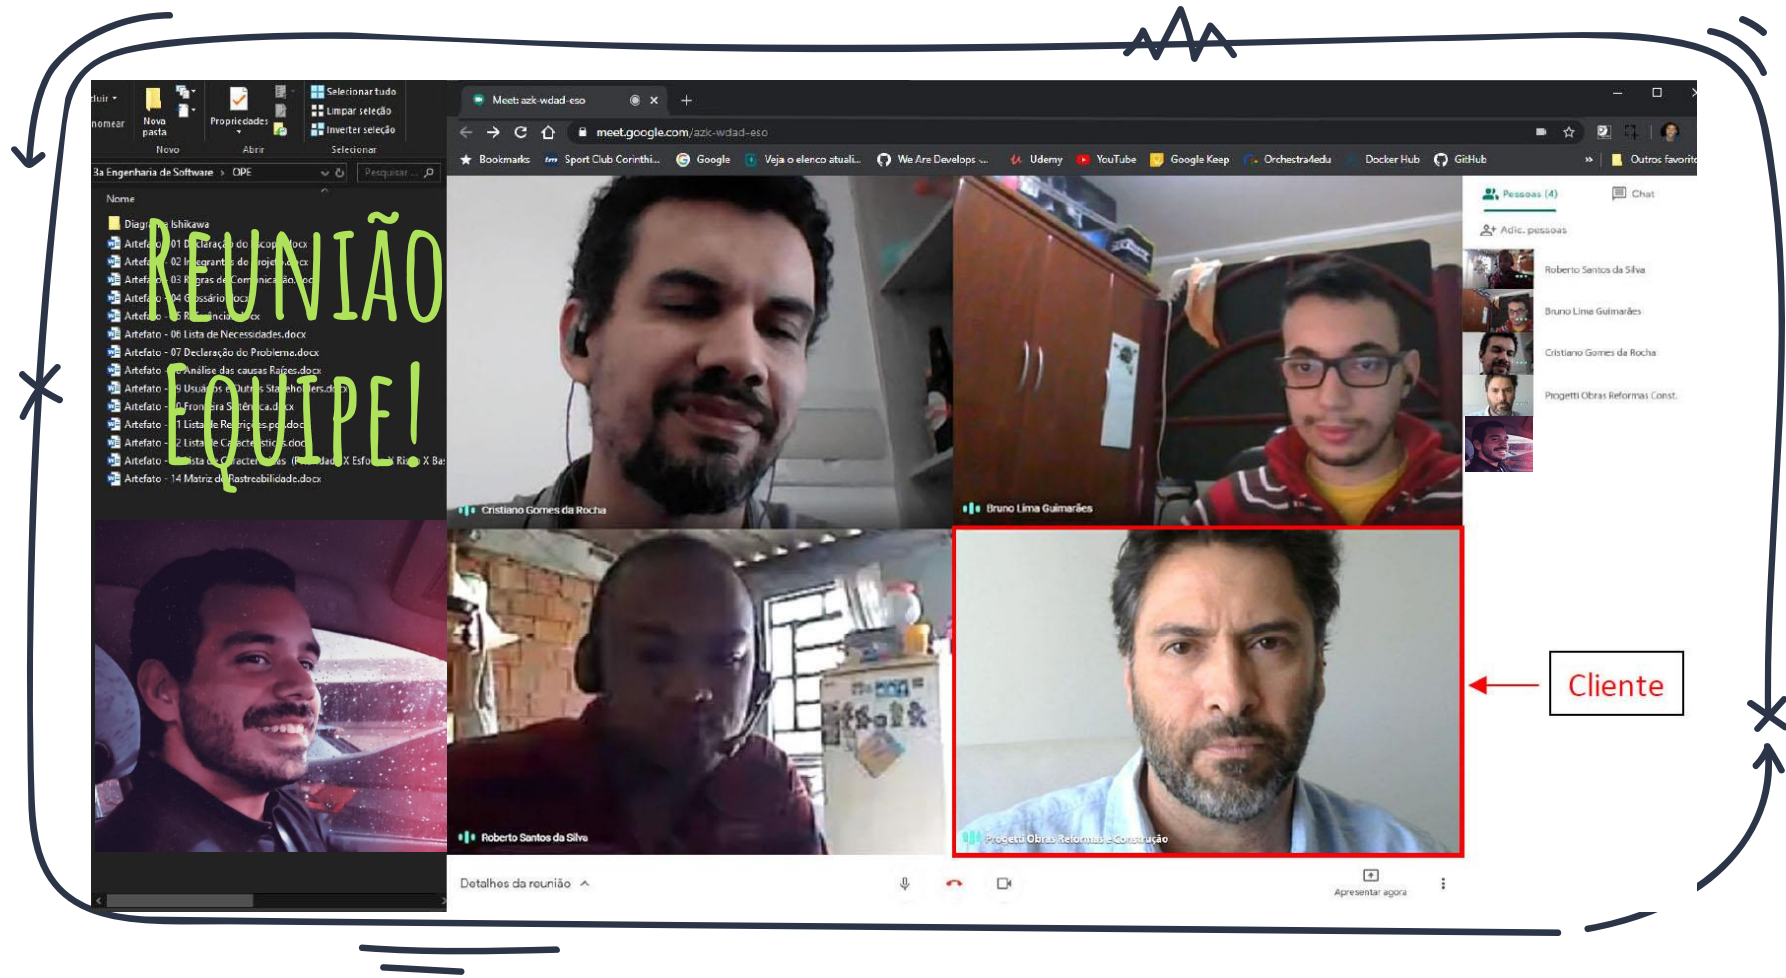 Reunião
Equipe!
cluir
nomear
Nova
pasta
Novo
Propriedades
Abrir
Selecionar tudo
Limpar seleção
Inverter seleção
Selecionar
3a Engenharia de Software > OPE
Pesquisar ...
Nome
Ishikawa
Artefato - 06 Lista de Necessidades.docx
Artefato - 07 Declaração do Problema.docx
Artefato - 14 Matriz de Rastreabilidade.docx
Meet: azk-wdad-eso
meet.google.com/azk-wdad-eso
Bookmarks
Sport Club Corinthi...
Google
Veja o elenco atuali...
We Are Develops -...
Udemy
YouTube
Google Keep
Orchestra4edu
Docker Hub
GitHub
»
Outros favorito
Pessoas (4)
Chat
Adic. pessoas
Roberto Santos da Silva
Bruno Lima Guimarães
Cristiano Gomes da Rocha
Progetti Obras Reformas Const.
Cristiano Gomes da Rocha
Bruno Lima Guimarães
Roberto Santos da Silva
Progetti Obras Reformas e Construção
Cliente
Detalhes da reunião
Apresentar agora